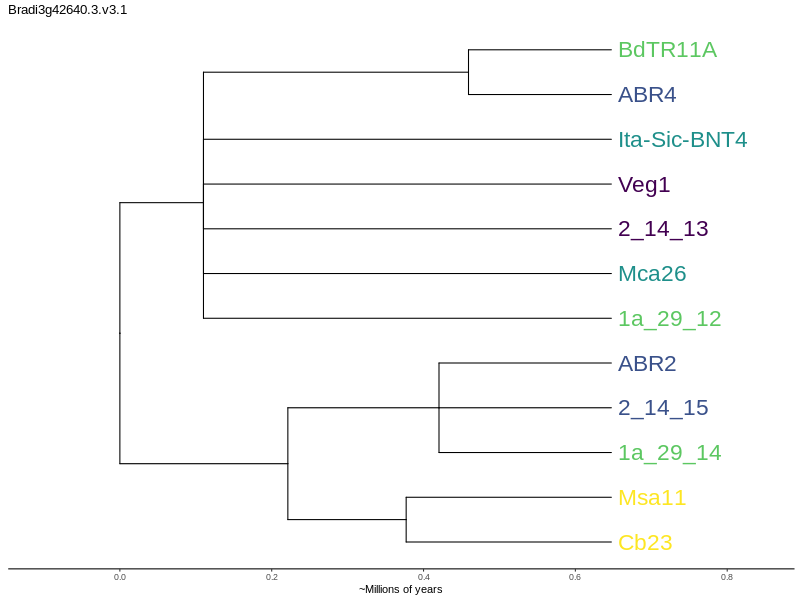 Bradi3g42640.3.v3.1
BdTR11A
ABR4
Ita-Sic-BNT4
Veg1
2_14_13
Mca26
1a_29_12
ABR2
2_14_15
1a_29_14
Msa11
Cb23
0.0 0.2 0.4 0.6 0.8
~Millions of years